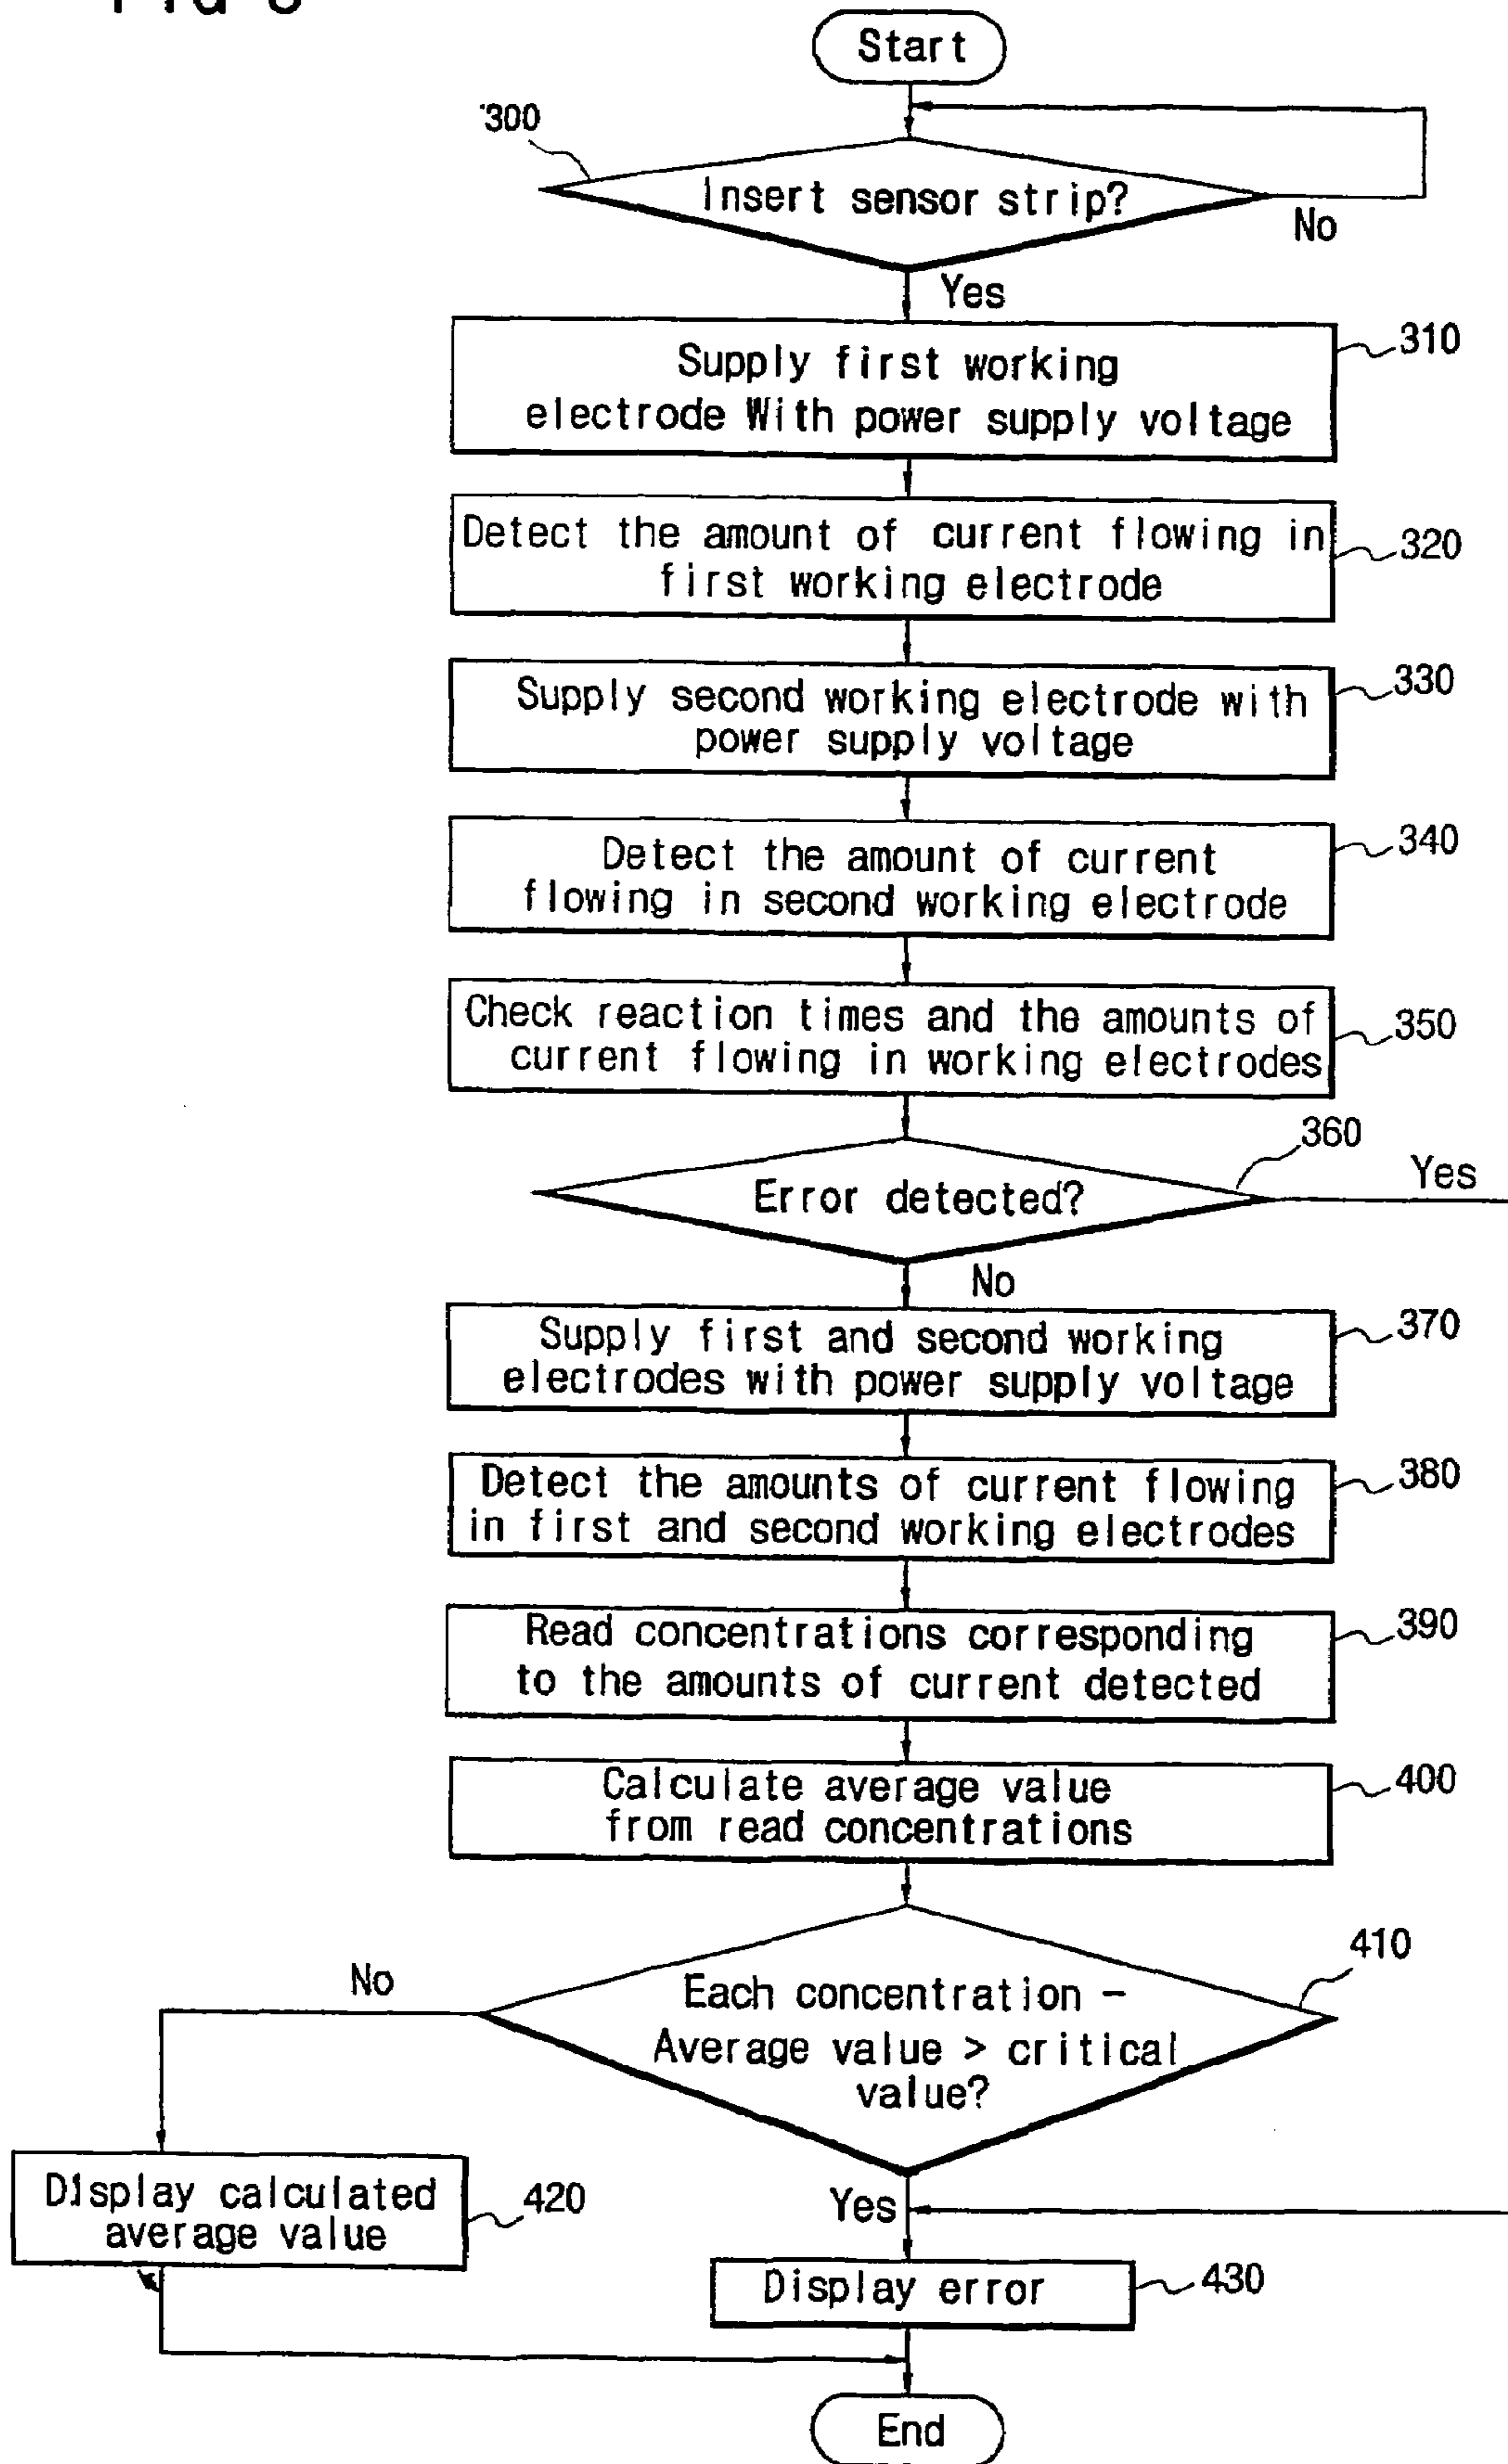 Start
300
Insert sensor strip?
No
Yes
Supply first working
electrode With power supply voltage
310
Detect the amount of current flowing in
first working electrode
320
Supply second working electrode with
power supply voltage
330
Detect the amount of current
flowing in second working electrode
340
Check reaction times and the amounts of
current flowing in working electrodes
350
360
Error detected?
Yes
No
Supply first and second working
electrodes with power supply voltage
370
Detect the amounts of current flowing
in first and second working electrodes
380
Read concentrations corresponding
to the amounts of current detected
390
Calculate average value
from read concentrations
400
410
No
Each concentration -
Average value > critical
value?
Display calculated
average value
420
Yes
Display error
430
End